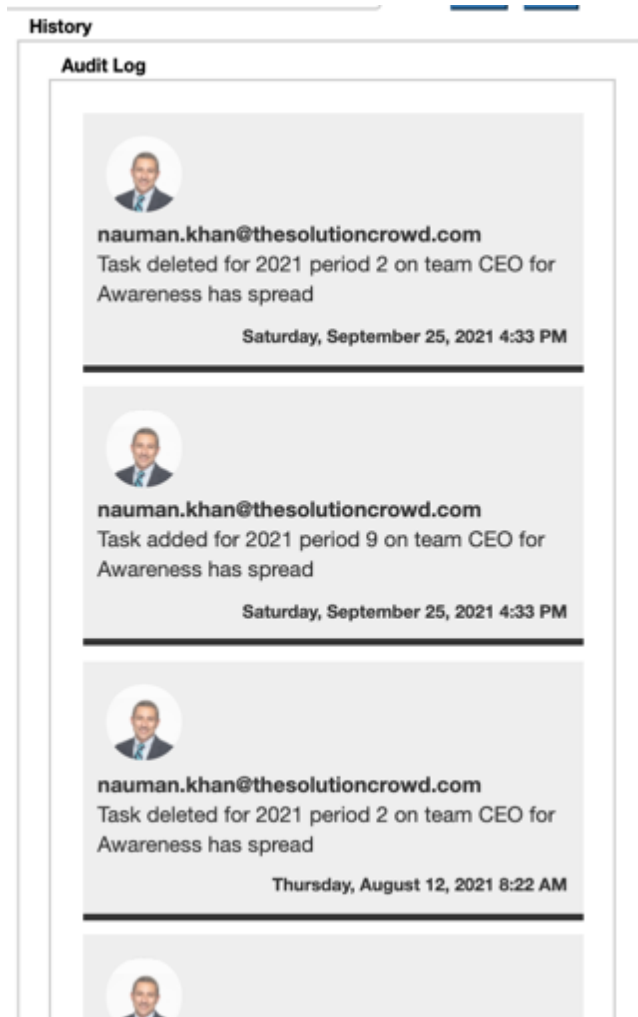 History
Audit Log
nauman.khan@thesolutioncrowd.com
Task deleted for 2021 period 2 on team CEO for
Awareness has spread
Saturday, September 25, 2021 4:33 PM
nauman.khan@thesolutioncrowd.com
Task added for 2021 period 9 on team CEO for
Awareness has spread
Saturday, September 25, 2021 4:33 PM
nauman.khan@thesolutioncrowd.com
Task deleted for 2021 period 2 on team CEO for
Awareness has spread
Thursday, August 12, 2021 8:22 AM